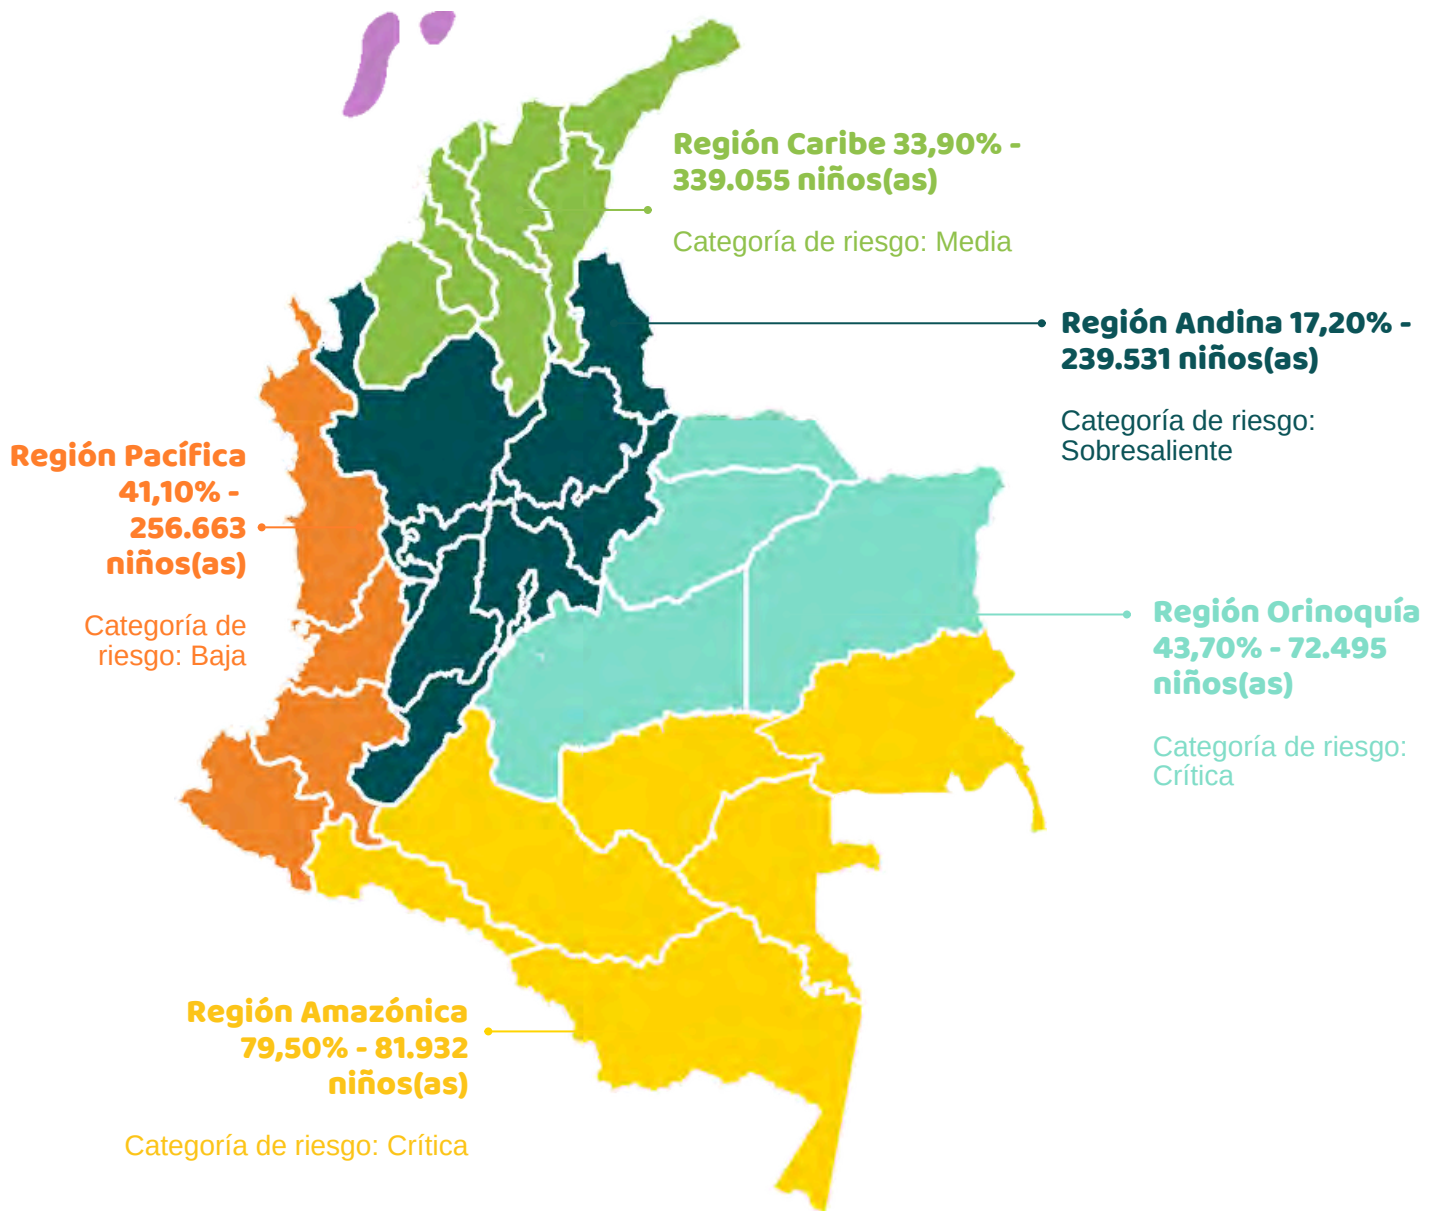 Región Caribe 33,90% -
339.055 niños(as)
Categoría de riesgo: Media
Región Andina 17,20% -
239.531 niños(as)
Categoría de riesgo:
Sobresaliente
Región Pacífica
41,10% -
256.663
niños(as)
Categoría de
riesgo: Baja
Región Orinoquía
43,70% - 72.495
niños(as)
Categoría de riesgo:
Crítica
Región Amazónica
79,50% - 81.932
niños(as)
Categoría de riesgo: Crítica